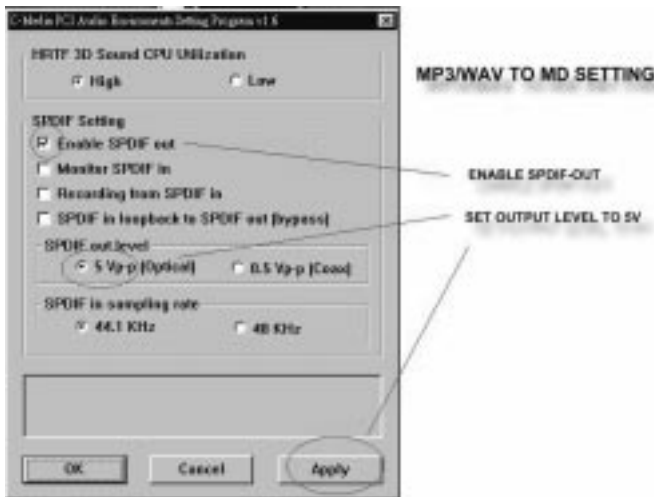 C-Media PCI Audio Environments Setting Program v1.6
HRTF 3D Sound CPU Utilization
High
Low
MP3/WAV TO MD SETTING
SPDIF Setting
Enable SPDIF out
Monitor SPDIF in
Recording from SPDIF in
SPDIF in loopback to SPDIF out (bypass)
ENABLE SPDIF-OUT
SET OUTPUT LEVEL TO 5V
SPDIF out level
5 Vp-p (Optical)
0.5 Vp-p (Coax)
SPDIF in sampling rate
44.1 KHz
48 KHz
OK
Cancel
Apply